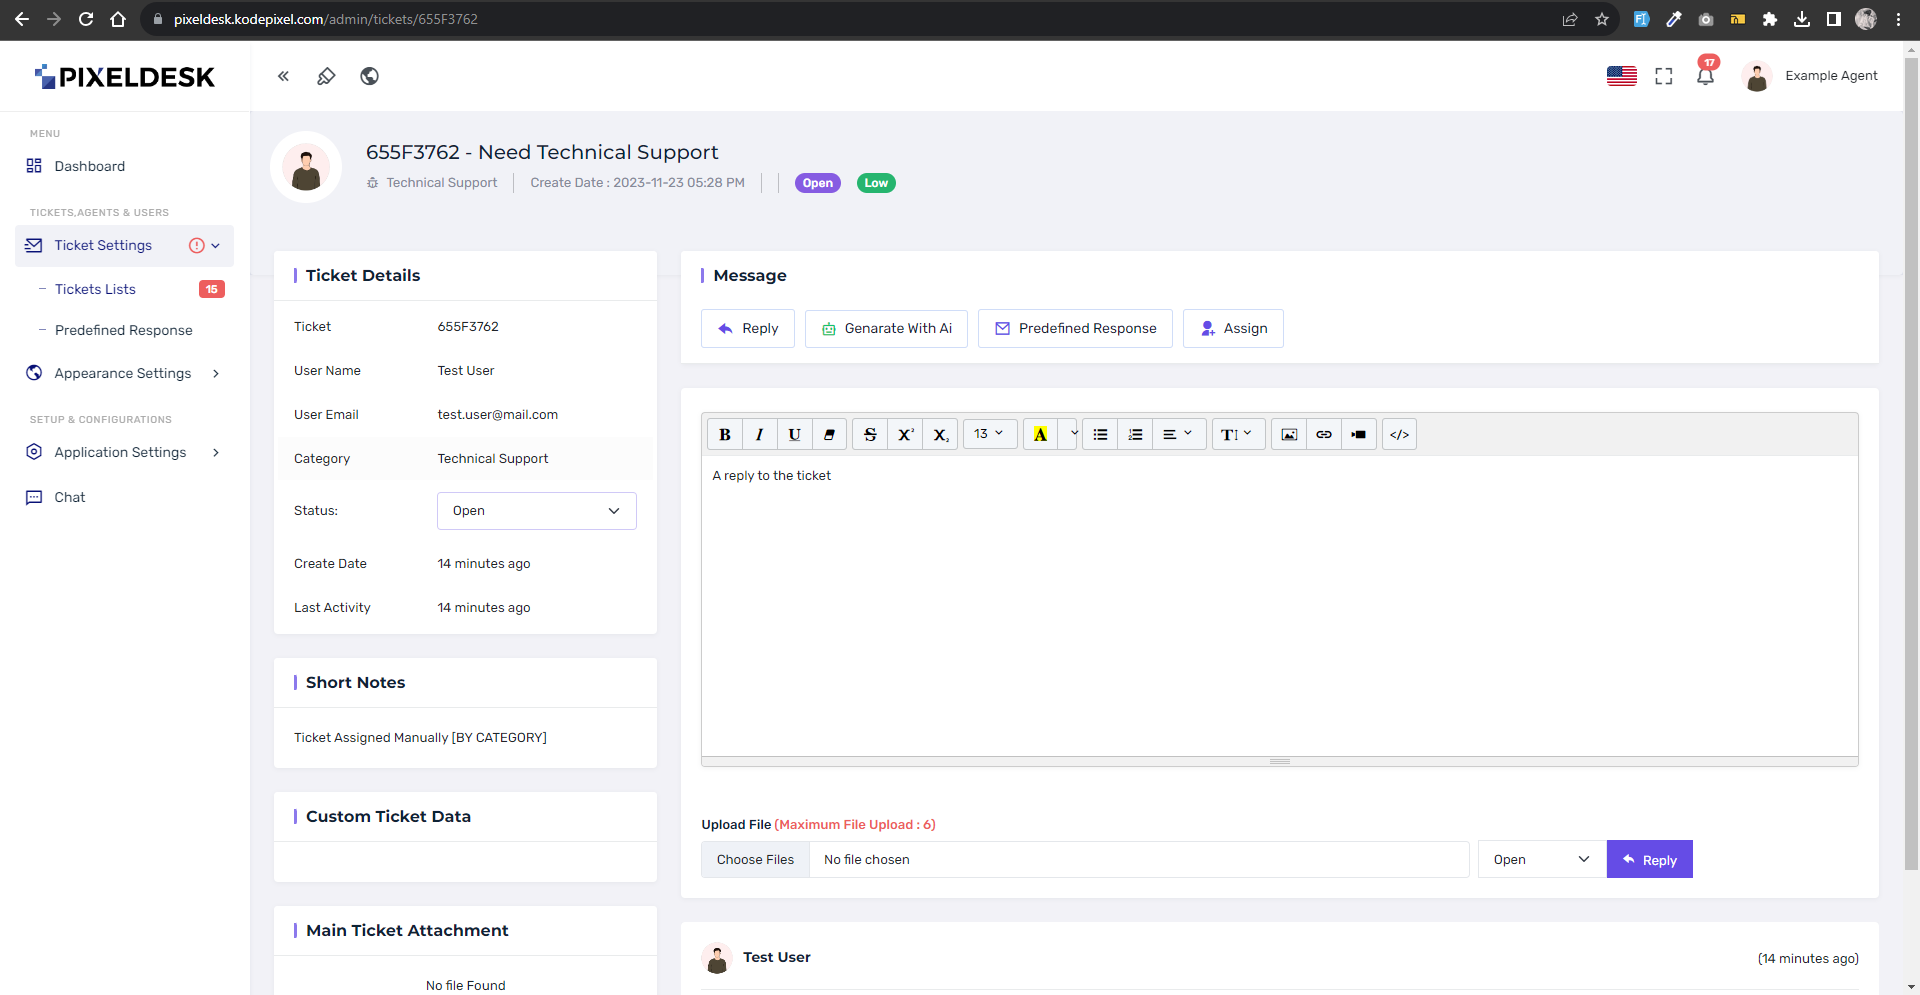 pixeldesk.kodepixel.com/admin/tickets/655F3762
PIXELDESK
17
Example Agent
MENU
Dashboard
TICKETS,AGENTS & USERS
Ticket Settings
Tickets Lists 15
Predefined Response
Appearance Settings
SETUP & CONFIGURATIONS
Application Settings
Chat
655F3762 - Need Technical Support
Technical Support Create Date : 2023-11-23 05:28 PM Open Low
Ticket Details
Ticket 655F3762
User Name Test User
User Email test.user@mail.com
Category Technical Support
Status: Open
Create Date 14 minutes ago
Last Activity 14 minutes ago
Short Notes
Ticket Assigned Manually [BY CATEGORY]
Custom Ticket Data
Main Ticket Attachment
No file Found
Message
Reply Genarate With Ai Predefined Response Assign
B I U S X² X₂ 13 A TI </>
A reply to the ticket
Upload File (Maximum File Upload : 6)
Choose Files No file chosen Open Reply
Test User (14 minutes ago)